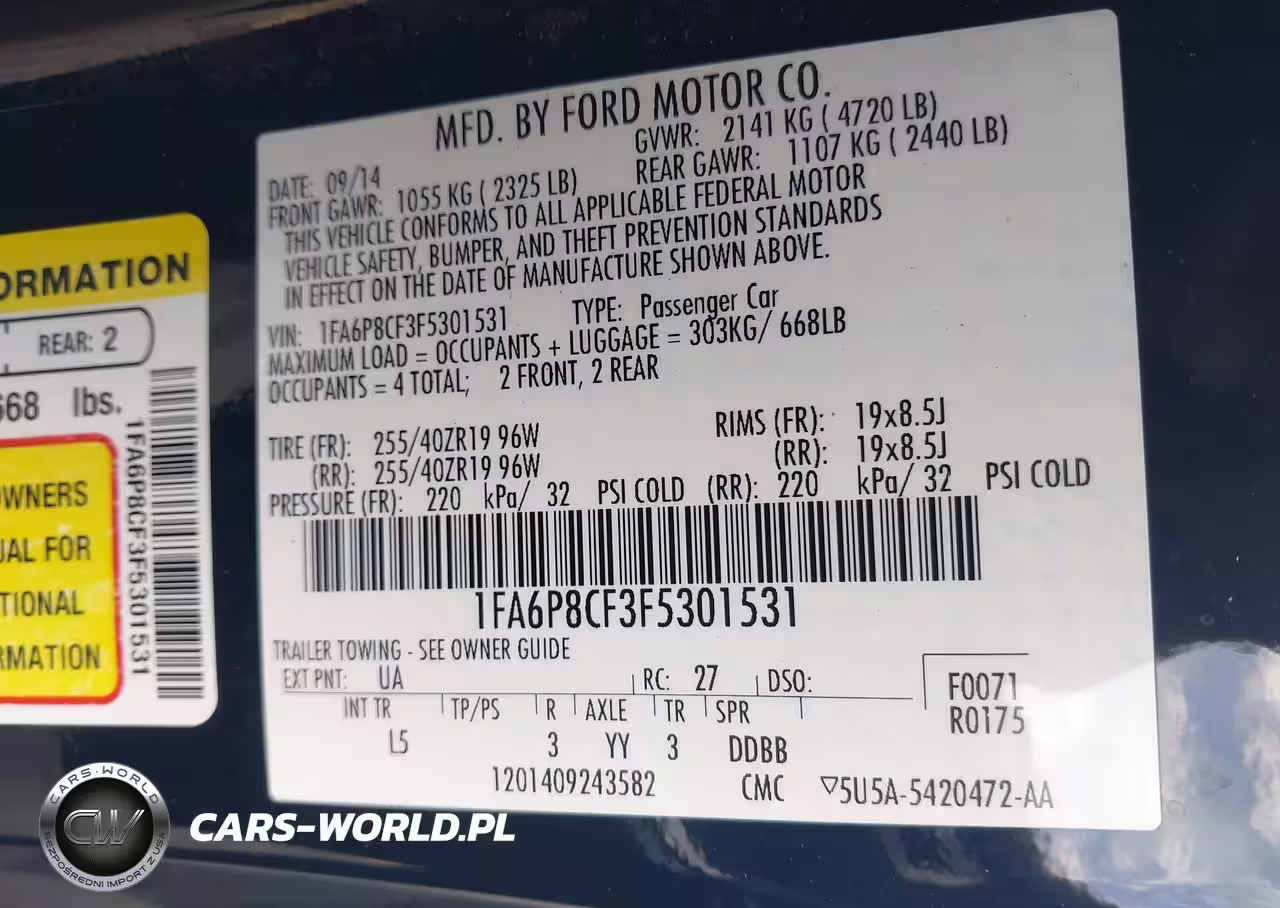 MFD. BY FORD MOTOR CO.
DATE: 09/14 GVWR: 2141 KG ( 4720 LB)
FRONT GAWR: 1055 KG ( 2325 LB) REAR GAWR: 1107 KG ( 2440 LB)
THIS VEHICLE CONFORMS TO ALL APPLICABLE FEDERAL MOTOR
VEHICLE SAFETY, BUMPER, AND THEFT PREVENTION STANDARDS
IN EFFECT ON THE DATE OF MANUFACTURE SHOWN ABOVE.
VIN: 1FA6P8CF3F5301531 TYPE: Passenger Car
MAXIMUM LOAD = OCCUPANTS + LUGGAGE = 303KG/ 668LB
OCCUPANTS = 4 TOTAL; 2 FRONT, 2 REAR
TIRE (FR): 255/40ZR19 96W RIMS (FR): 19x8.5J
(RR): 255/40ZR19 96W (RR): 19x8.5J
PRESSURE (FR): 220 kPa/ 32 PSI COLD (RR): 220 kPa/ 32 PSI COLD
1FA6P8CF3F5301531
TRAILER TOWING - SEE OWNER GUIDE
EXT PNT: UA RC: 27 DSO:
F0071
R0175
INT TR TP/PS R AXLE TR SPR
L5 3 YY 3 DDBB
1201409243582 CMC ▽5U5A-5420472-AA
ORMATION
REAR: 2
668 lbs.
1FA6P8CF3F5301531
OWNERS
UAL FOR
TIONAL
RMATION
CARS-WORLD
CW
BEZPOŚREDNI IMPORT Z USA
CARS-WORLD.PL